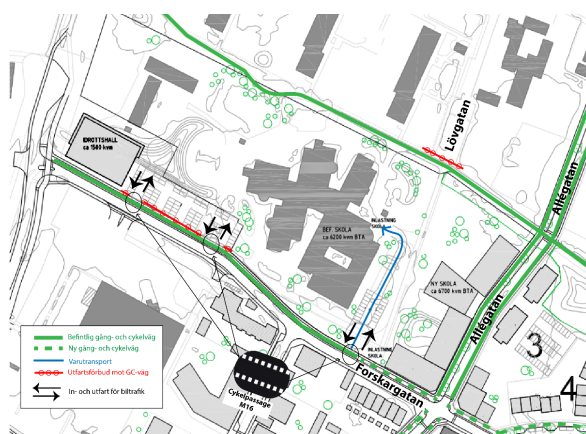 Lövgatan
Allégatan
IDROTTSHALL
ca 1500 kvm
INLASTNING
SKOLA
BEF. SKOLA
ca 6200 kvm BTA
NY SKOLA
ca 6700 kvm BTA
Allégatan
INLASTNING
SKOLA
Forskargatan
3
4
Befintlig gång- och cykelväg
Ny gång- och cykelväg
Varutransport
Utfartsförbud mot GC-väg
In- och utfart för biltrafik
Cykelpassage
M16